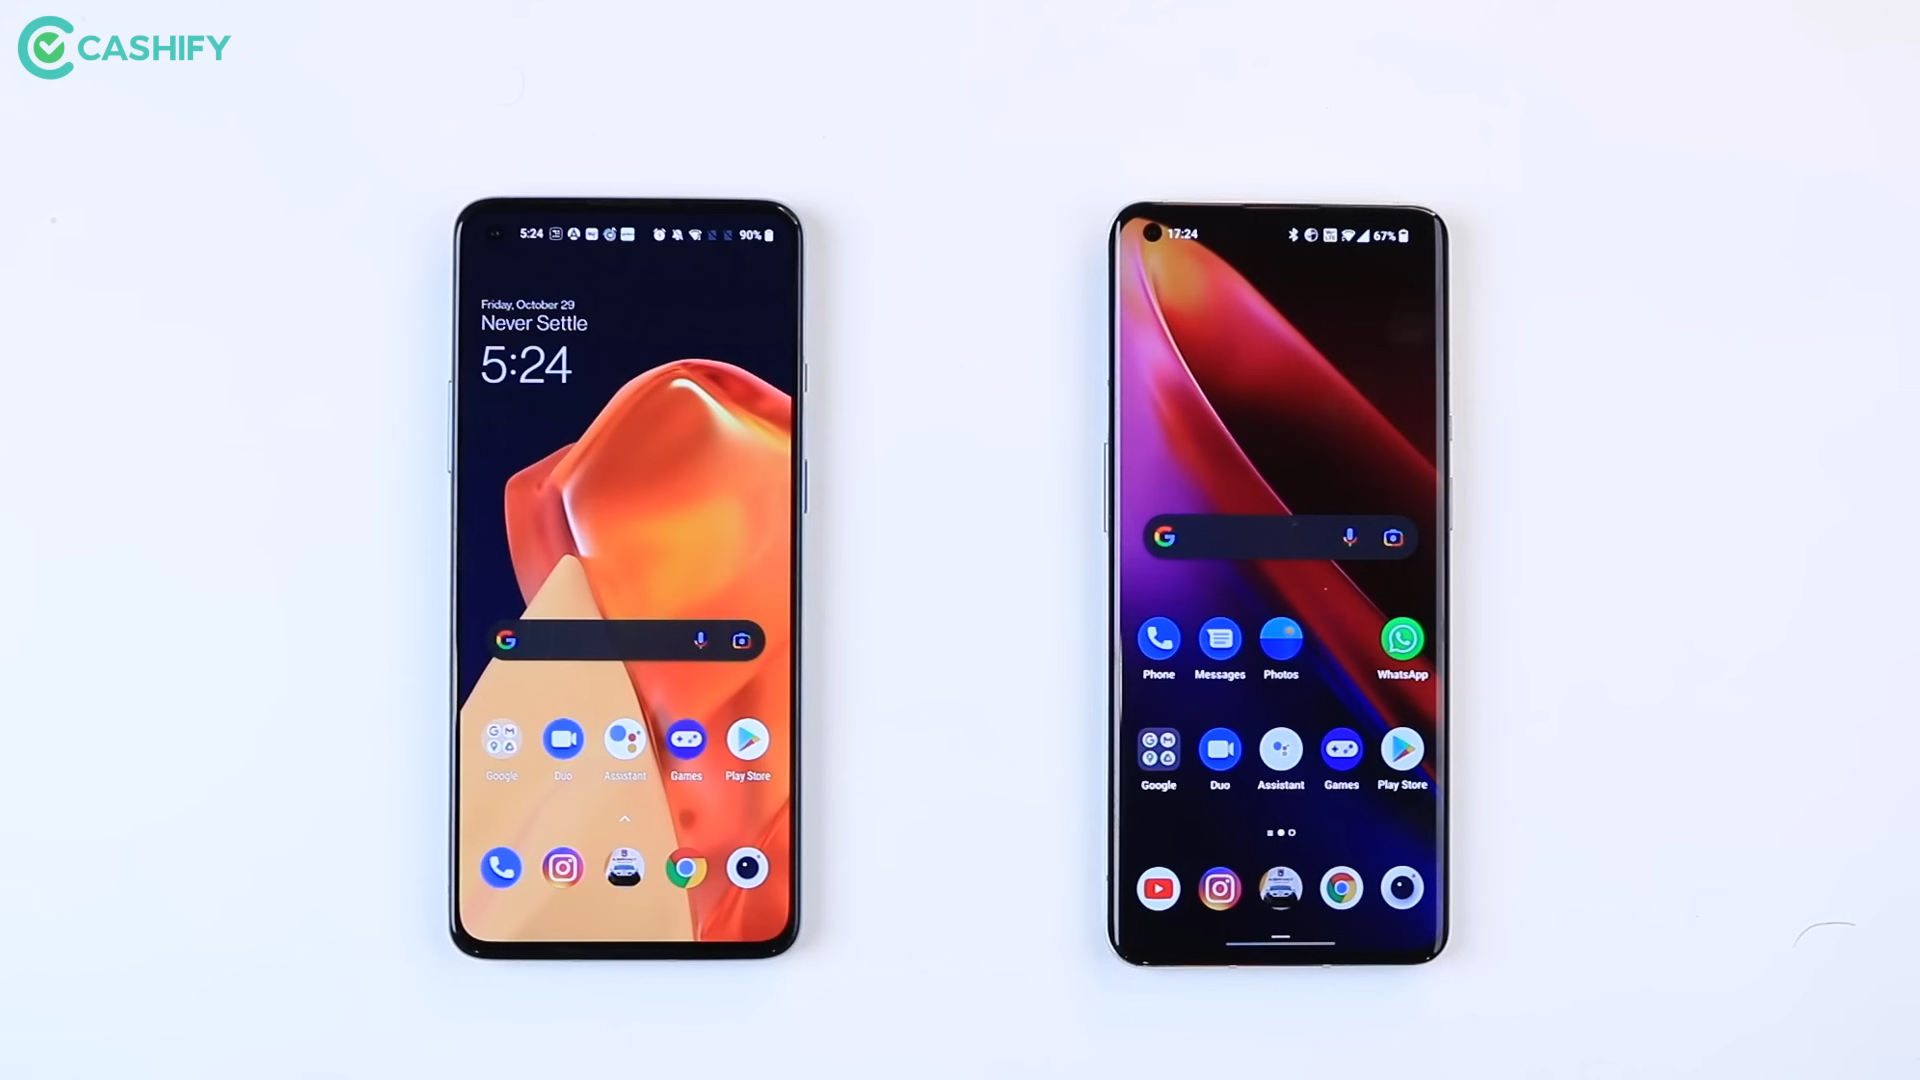 CASHIFY
5:24
90%
Friday, October 29
Never Settle
5:24
Google Duo Assistant Games Play Store
17:24
67%
Phone Messages Photos WhatsApp
Google Duo Assistant Games Play Store